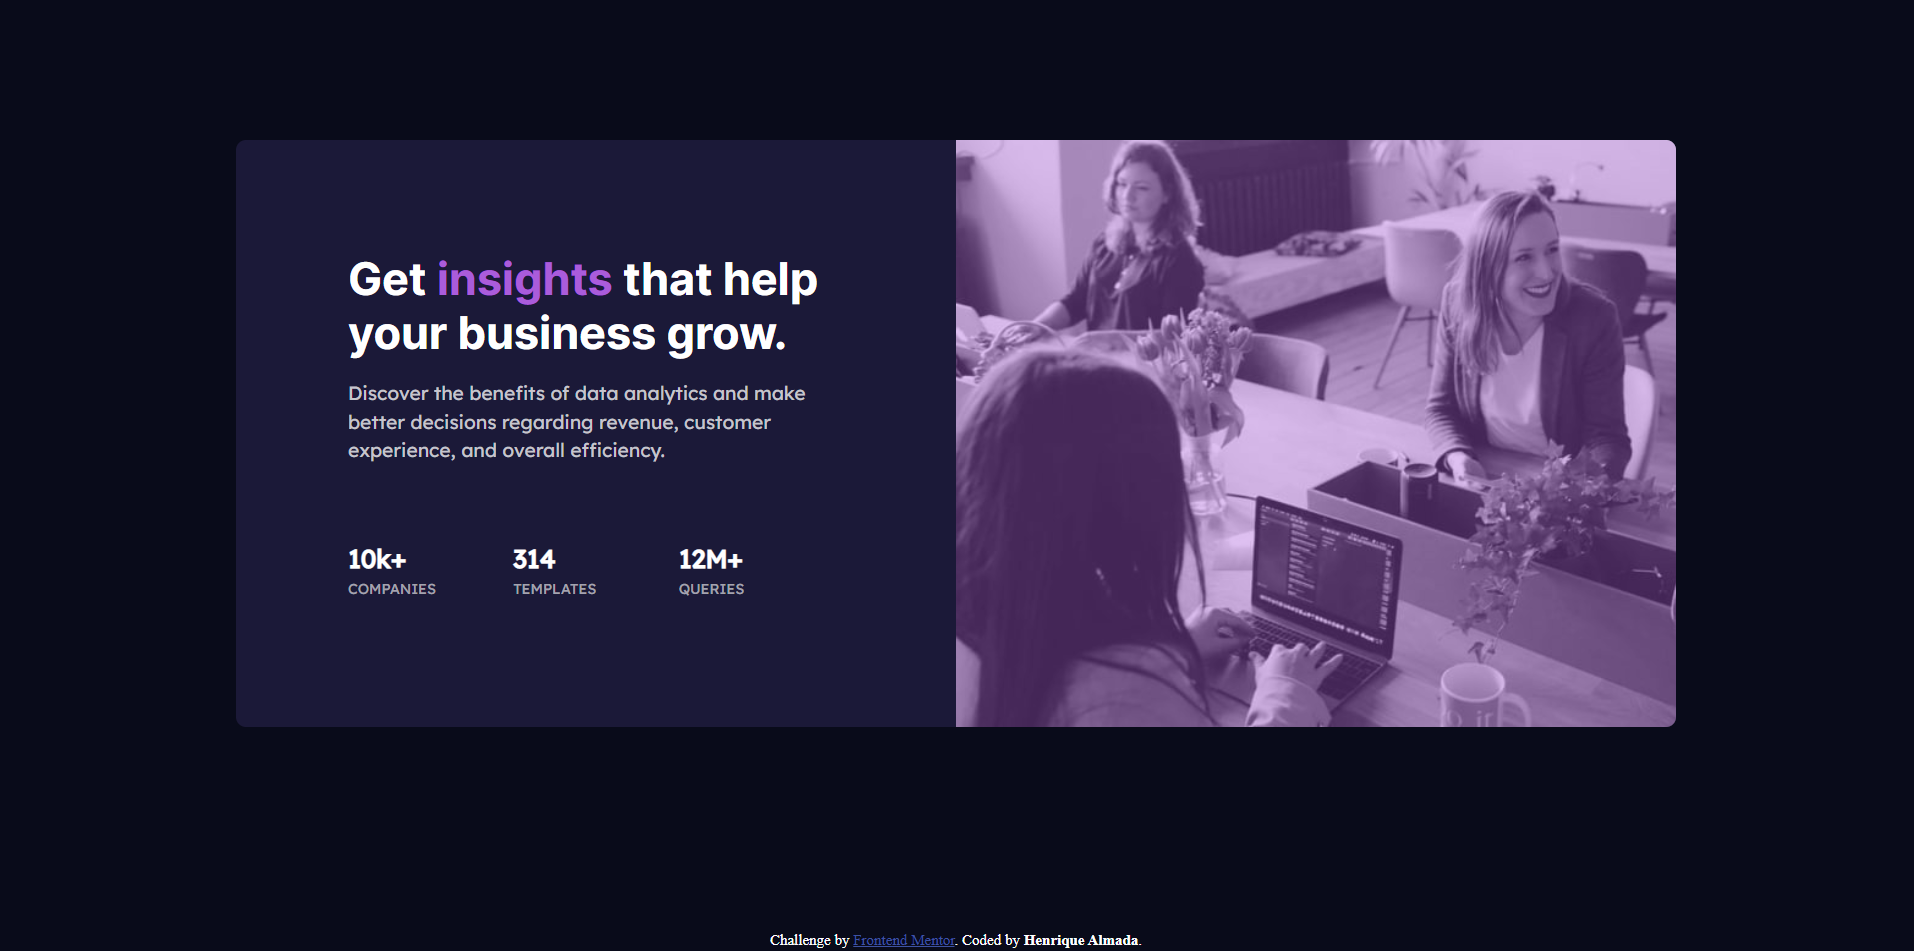 Get insights that help
your business grow.
Discover the benefits of data analytics and make
better decisions regarding revenue, customer
experience, and overall efficiency.
10k+ 314 12M+
COMPANIES TEMPLATES QUERIES
Challenge by Frontend Mentor. Coded by Henrique Almada.